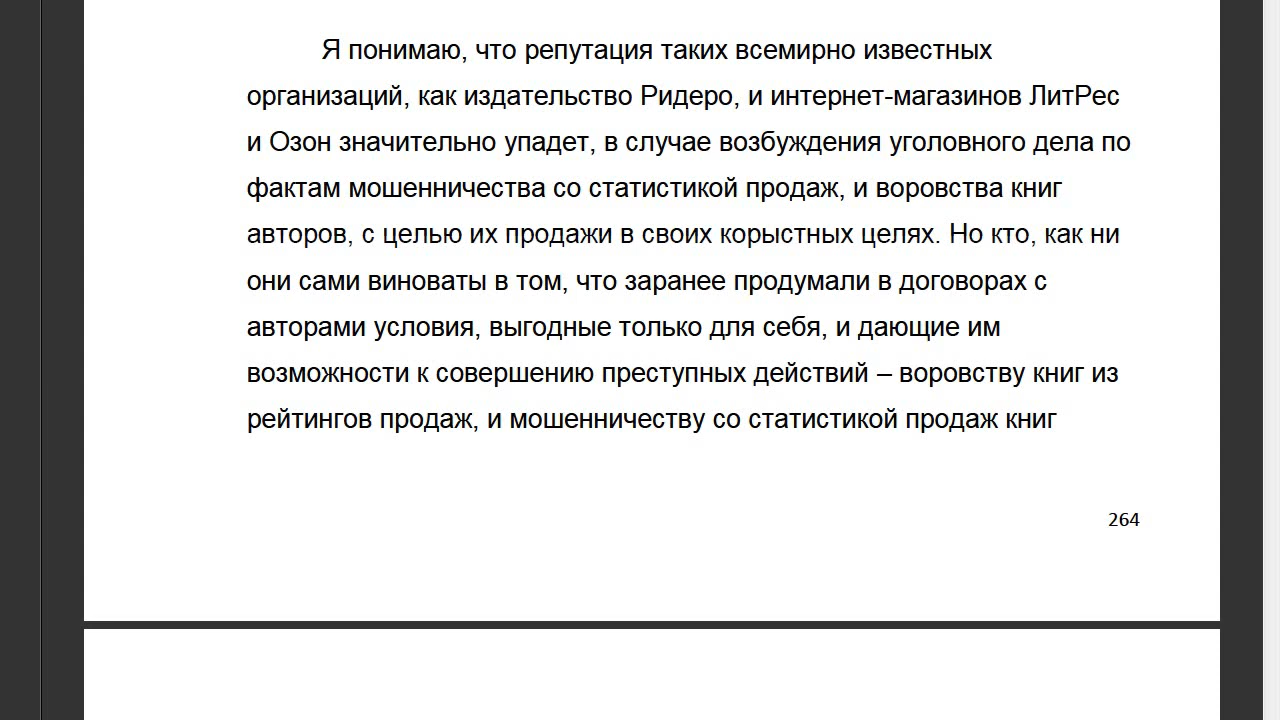 Я понимаю, что репутация таких всемирно известных
организаций, как издательство Ридеро, и интернет-магазинов ЛитРес
и Озон значительно упадет, в случае возбуждения уголовного дела по
фактам мошенничества со статистикой продаж, и воровства книг
авторов, с целью их продажи в своих корыстных целях. Но кто, как ни
они сами виноваты в том, что заранее продумали в договорах с
авторами условия, выгодные только для себя, и дающие им
возможности к совершению преступных действий – воровству книг из
рейтингов продаж, и мошенничеству со статистикой продаж книг
264